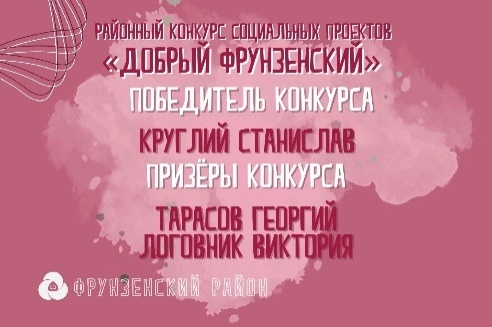 РАЙОННЫЙ КОНКУРС СОЦИАЛЬНЫХ ПРОЕКТОВ
«ДОБРЫЙ ФРУНЗЕНСКИЙ»
ПОБЕДИТЕЛЬ КОНКУРСА
КРУГЛИЙ СТАНИСЛАВ
ПРИЗЁРЫ КОНКУРСА
ТАРАСОВ ГЕОРГИЙ
ЛОГОВНИК ВИКТОРИЯ
ФРУНЗЕНСКИЙ РАЙОН